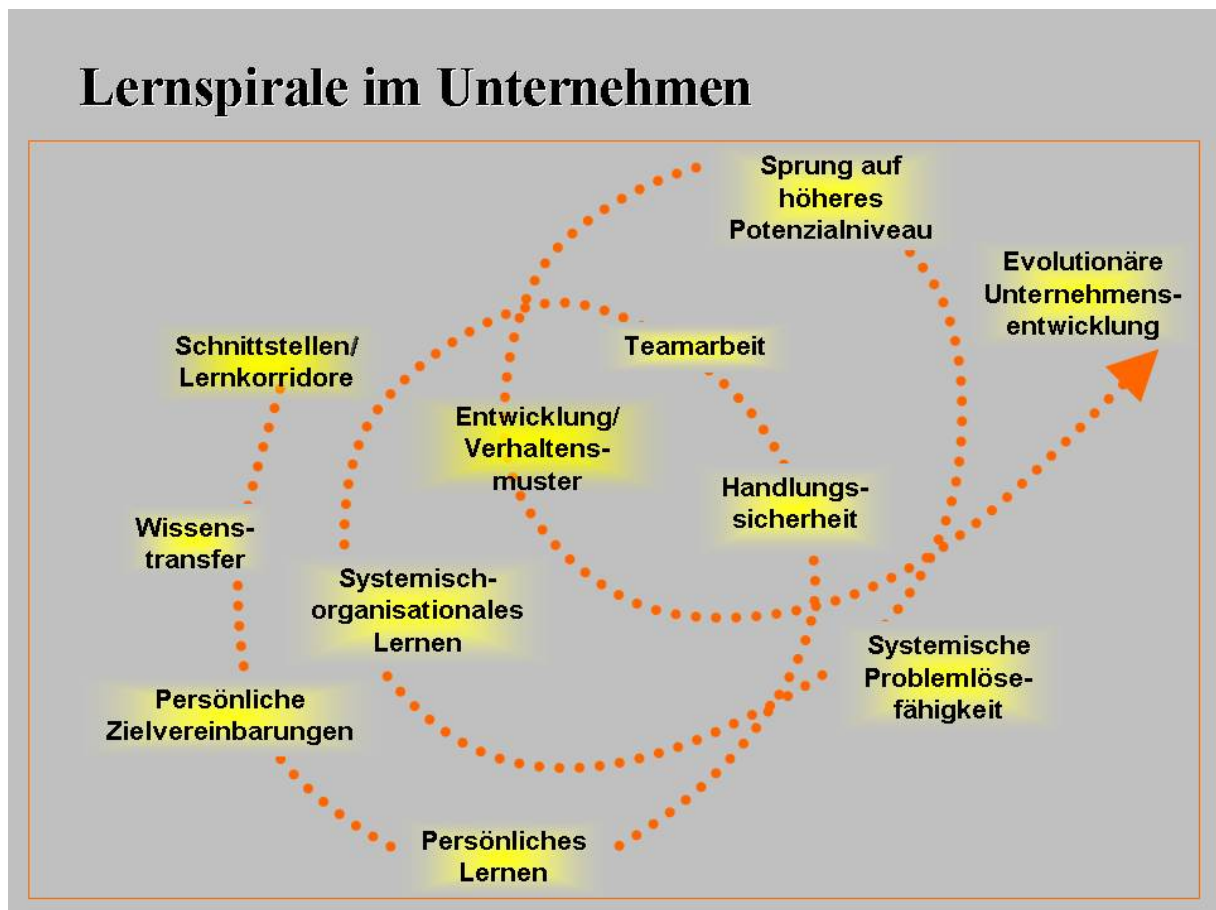 Lernspirale im Unternehmen
Sprung auf
höheres
Potenzialniveau
Evolutionäre
Unternehmens-
entwicklung
Schnittstellen/
Lernkorridore
Teamarbeit
Entwicklung/
Verhaltens-
muster
Handlungs-
sicherheit
Wissens-
transfer
Systemisch-
organisationales
Lernen
Systemische
Problemlöse-
fähigkeit
Persönliche
Zielvereinbarungen
Persönliches
Lernen